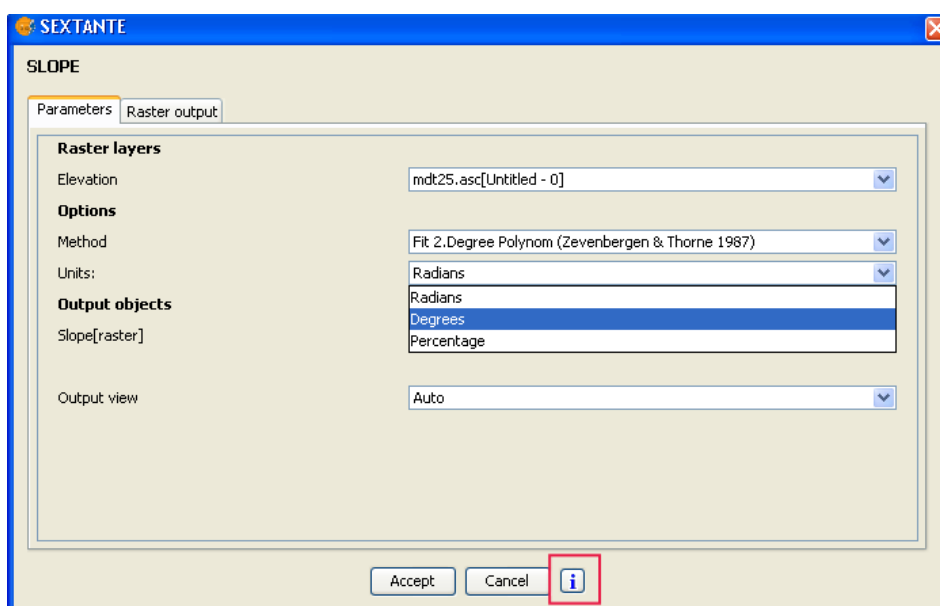 SEXTANTE
SLOPE
Parameters
Raster output
Raster layers
Elevation
mdt25.asc[Untitled - 0]
Options
Method
Fit 2.Degree Polynom (Zevenbergen & Thorne 1987)
Units:
Radians
Radians
Output objects
Degrees
Slope[raster]
Percentage
Output view
Auto
Accept
Cancel
i